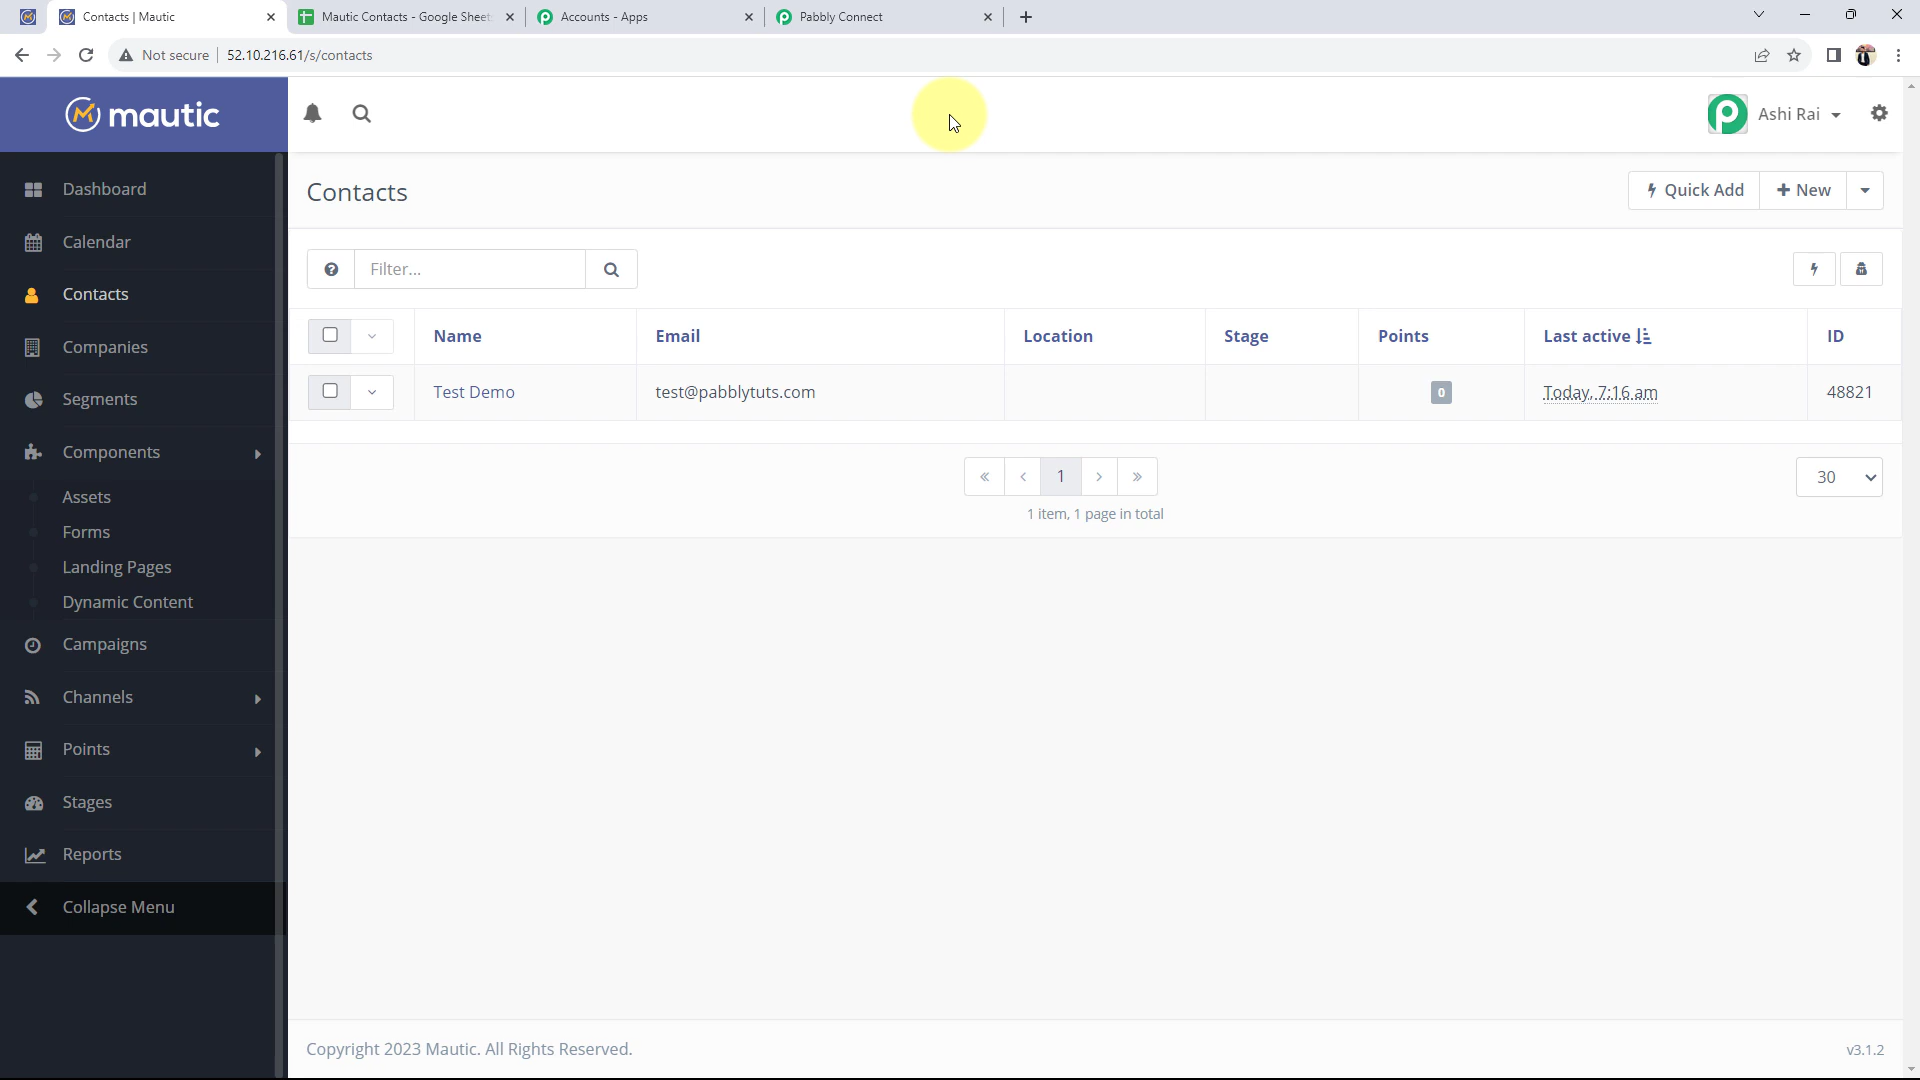 Contacts | Mautic
Mautic Contacts - Google Sheet
Accounts - Apps
Pabbly Connect
Not secure
52.10.216.61/s/contacts
mautic
Ashi Rai
Dashboard
Calendar
Contacts
Companies
Segments
Components
Assets
Forms
Landing Pages
Dynamic Content
Campaigns
Channels
Points
Stages
Reports
Collapse Menu
Contacts
Quick Add
+ New
Filter...
Name Email Location Stage Points Last active ID
Test Demo test@pabblytuts.com 0 Today, 7:16 am 48821
« ‹ 1 › »
30
1 item, 1 page in total
Copyright 2023 Mautic. All Rights Reserved.
v3.1.2